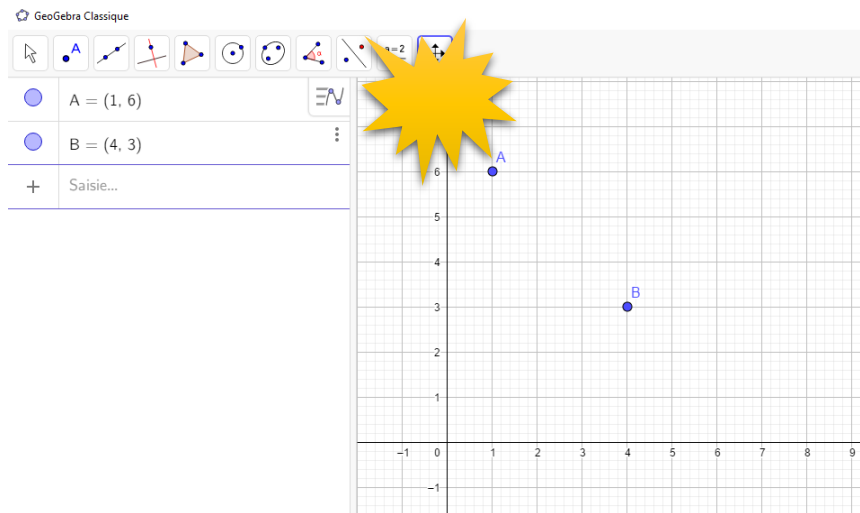 GeoGebra Classique
A
α
a=2
A = (1, 6)
B = (4, 3)
+ Saisie...
A
6
5
4
B
3
2
1
−1 0 1 2 3 4 5 6 7 8 9
−1